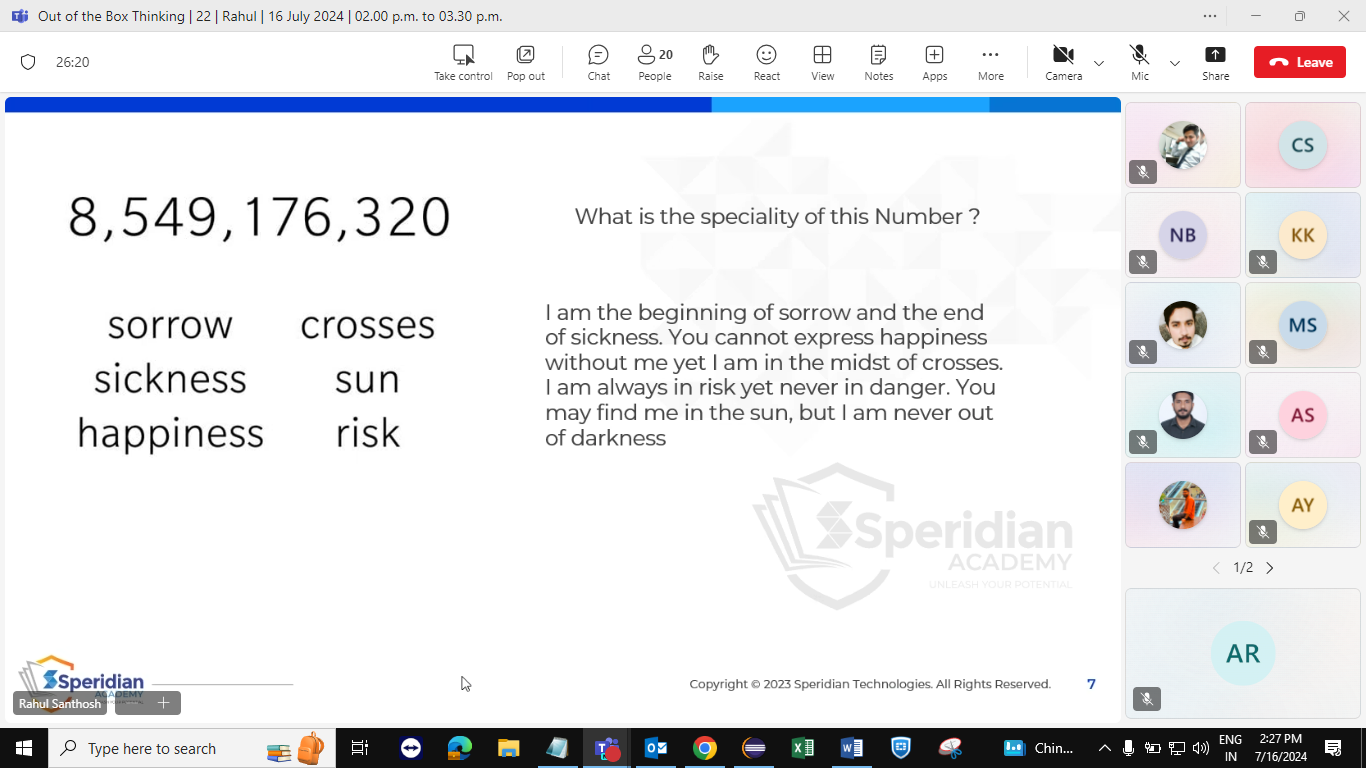 Out of the Box Thinking | 22 | Rahul | 16 July 2024 | 02.00 p.m. to 03.30 p.m.
26:20
Take control
Pop out
Chat
20
People
Raise
React
View
Notes
Apps
More
Camera
Mic
Share
Leave
8,549,176,320
What is the speciality of this Number ?
sorrow crosses
sickness sun
happiness risk
I am the beginning of sorrow and the end
of sickness. You cannot express happiness
without me yet I am in the midst of crosses.
I am always in risk yet never in danger. You
may find me in the sun, but I am never out
of darkness
Speridian
ACADEMY
UNLEASH YOUR POTENTIAL
Speridian
ACADEMY
Rahul Santhosh
Copyright © 2023 Speridian Technologies. All Rights Reserved.
7
CS
NB
KK
MS
AS
AY
1/2
AR
Type here to search
Chin...
ENG
IN
2:27 PM
7/16/2024